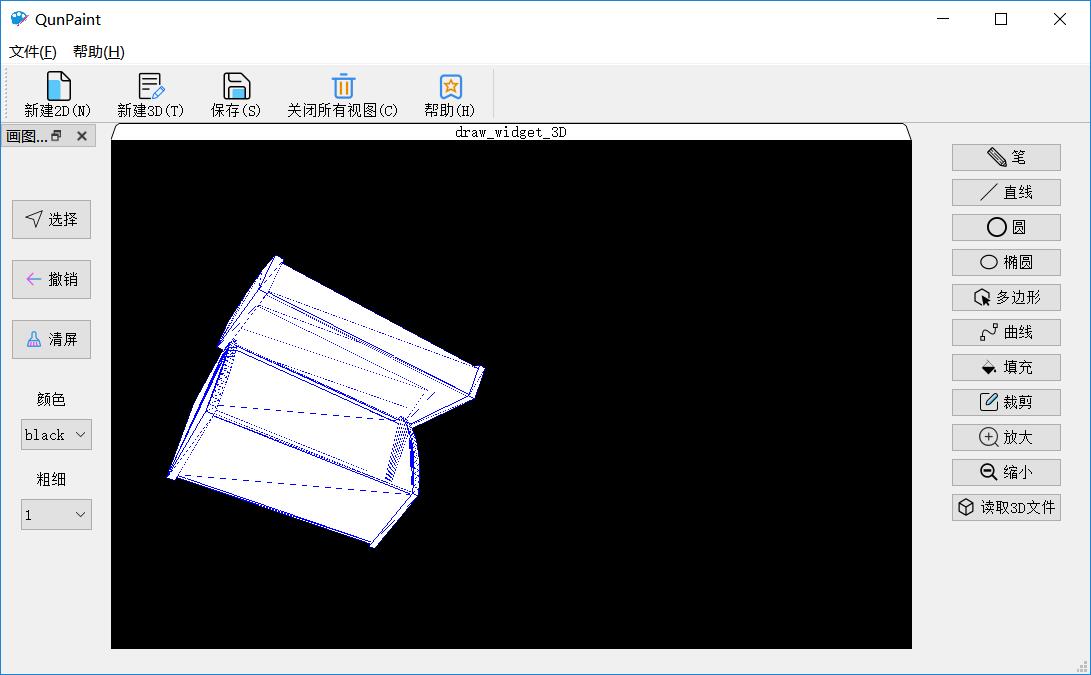 QunPaint
文件(F) 帮助(H)
新建2D(N) 新建3D(T) 保存(S) 关闭所有视图(C) 帮助(H)
画图...
draw_widget_3D
选择
撤销
清屏
颜色
black
粗细
1
笔
直线
圆
椭圆
多边形
曲线
填充
裁剪
放大
缩小
读取3D文件